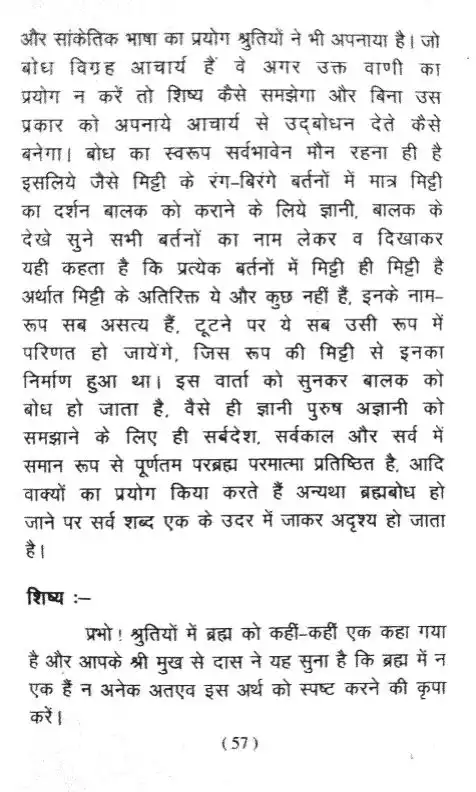 और सांकेतिक भाषा का प्रयोग श्रुतियों ने भी अपनाया है। जो
बोध विग्रह आचार्य हैं वे अगर उक्त वाणी का
प्रयोग न करें तो शिष्य कैसे समझेगा और बिना उस
प्रकार को अपनाये आचार्य से उद्‌बोधन देते कैसे
बनेगा। बोध का स्वरूप सर्वभावेन मौन रहना ही है
इसलिये जैसे मिट्टी के रंग-बिरंगे बर्तनों में मात्र मिट्टी
का दर्शन बालक को कराने के लिये ज्ञानी, बालक के
देखे सुने सभी बर्तनों का नाम लेकर व दिखाकर
यही कहता है कि प्रत्येक बर्तनों में मिट्टी ही मिट्टी है
अर्थात मिट्टी के अतिरिक्त ये और कुछ नहीं हैं, इनके नाम-
रूप सब असत्य हैं, टूटने पर ये सब उसी रूप में
परिणत हो जायेंगे, जिस रूप की मिट्टी से इनका
निर्माण हुआ था। इस वार्ता को सुनकर बालक को
बोध हो जाता है, वैसे ही ज्ञानी पुरुष अज्ञानी को
समझाने के लिए ही सर्बदेश, सर्वकाल और सर्व में
समान रूप से पूर्णतम परब्रह्म परमात्मा प्रतिष्ठित है, आदि
वाक्यों का प्रयोग किया करते हैं अन्यथा ब्रह्मबोध हो
जाने पर सर्व शब्द एक के उदर में जाकर अदृश्य हो जाता
है।
शिष्य :–
प्रभो! श्रुतियों में ब्रह्म को कहीं-कहीं एक कहा गया
है और आपके श्री मुख से दास ने यह सुना है कि ब्रह्म में न
एक हैं न अनेक अतएव इस अर्थ को स्पष्ट करने की कृपा
करें।
(57)